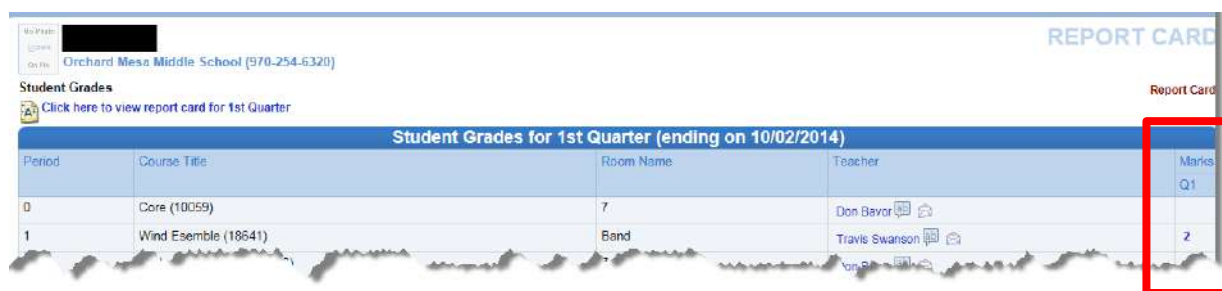 REPORT CARD
Orchard Mesa Middle School (970-254-6320)
Student Grades
Report Card
Click here to view report card for 1st Quarter
Student Grades for 1st Quarter (ending on 10/02/2014)
Period Course Title Room Name Teacher Marks
Q1
0 Core (10059) 7 Don Bavor
1 Wind Esemble (18641) Band Travis Swanson 2